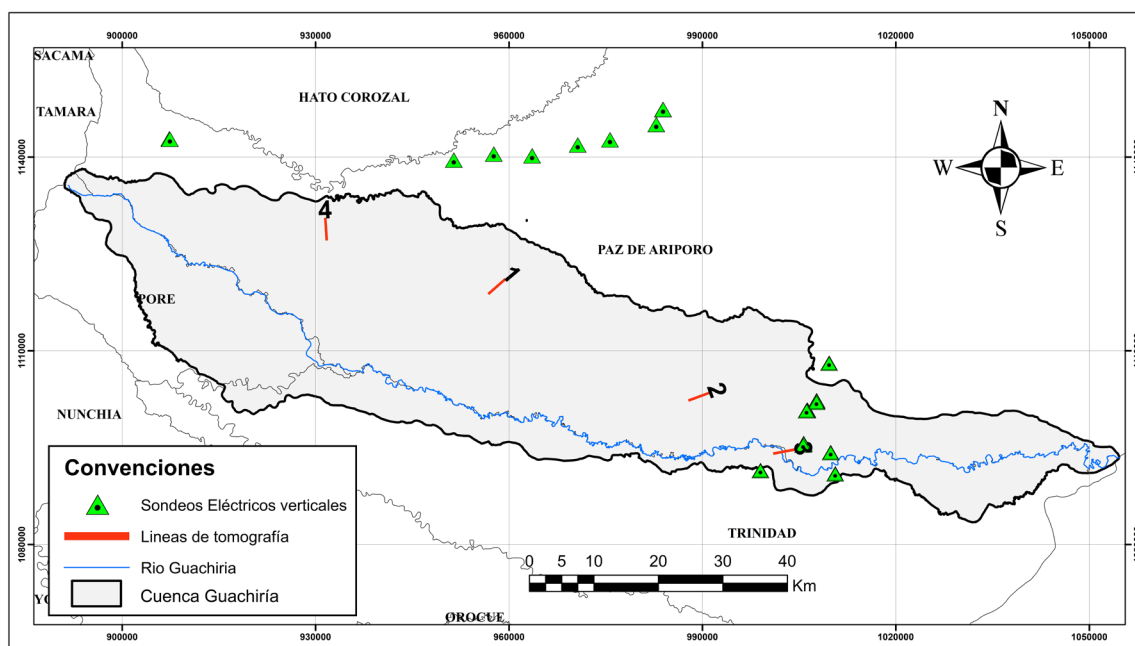 900000 930000 960000 990000 1020000 1050000
SACAMA
HATO COROZAL
TAMARA
N
W E
S
1140000
4
PAZ DE ARIPORO
1
PORE
1110000
2
NUNCHIA
3
Convenciones
Sondeos Eléctricos verticales
Lineas de tomografía
Rio Guachiria
Cuenca Guachiría
TRINIDAD
1080000
0 5 10 20 30 40
Km
OROCUE
900000 930000 960000 990000 1020000 1050000